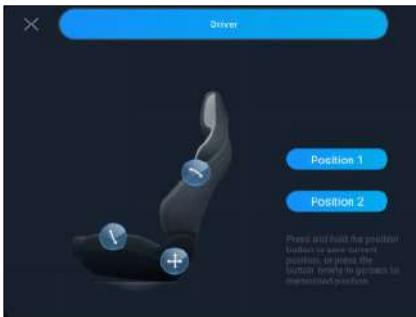 Driver
Position 1
Position 2
Press and hold the position
button to save current
position, or press the
button briefly to go back to
memorized position.